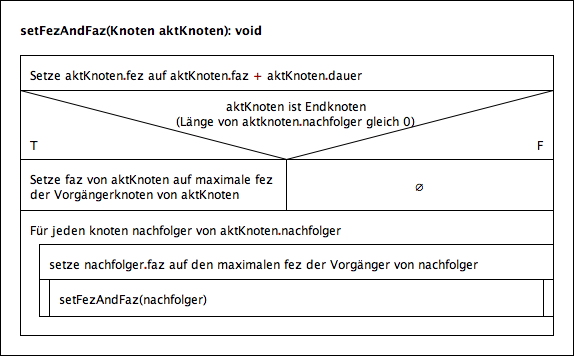 setFezAndFaz(Knoten aktKnoten): void
Setze aktKnoten.fez auf aktKnoten.faz + aktKnoten.dauer
aktKnoten ist Endknoten
(Länge von aktknoten.nachfolger gleich 0)
T
F
Setze faz von aktKnoten auf maximale fez
der Vorgängerknoten von aktKnoten
∅
Für jeden knoten nachfolger von aktKnoten.nachfolger
setze nachfolger.faz auf den maximalen fez der Vorgänger von nachfolger
setFezAndFaz(nachfolger)